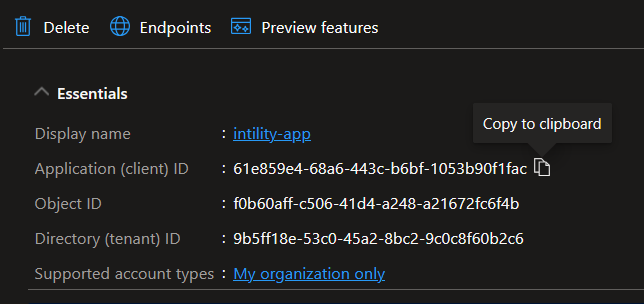 Delete Endpoints Preview features
Essentials
Copy to clipboard
Display name : intility-app
Application (client) ID : 61e859e4-68a6-443c-b6bf-1053b90f1fac
Object ID : f0b60aff-c506-41d4-a248-a21672fc6f4b
Directory (tenant) ID : 9b5ff18e-53c0-45a2-8bc2-9c0c8f60b2c6
Supported account types : My organization only